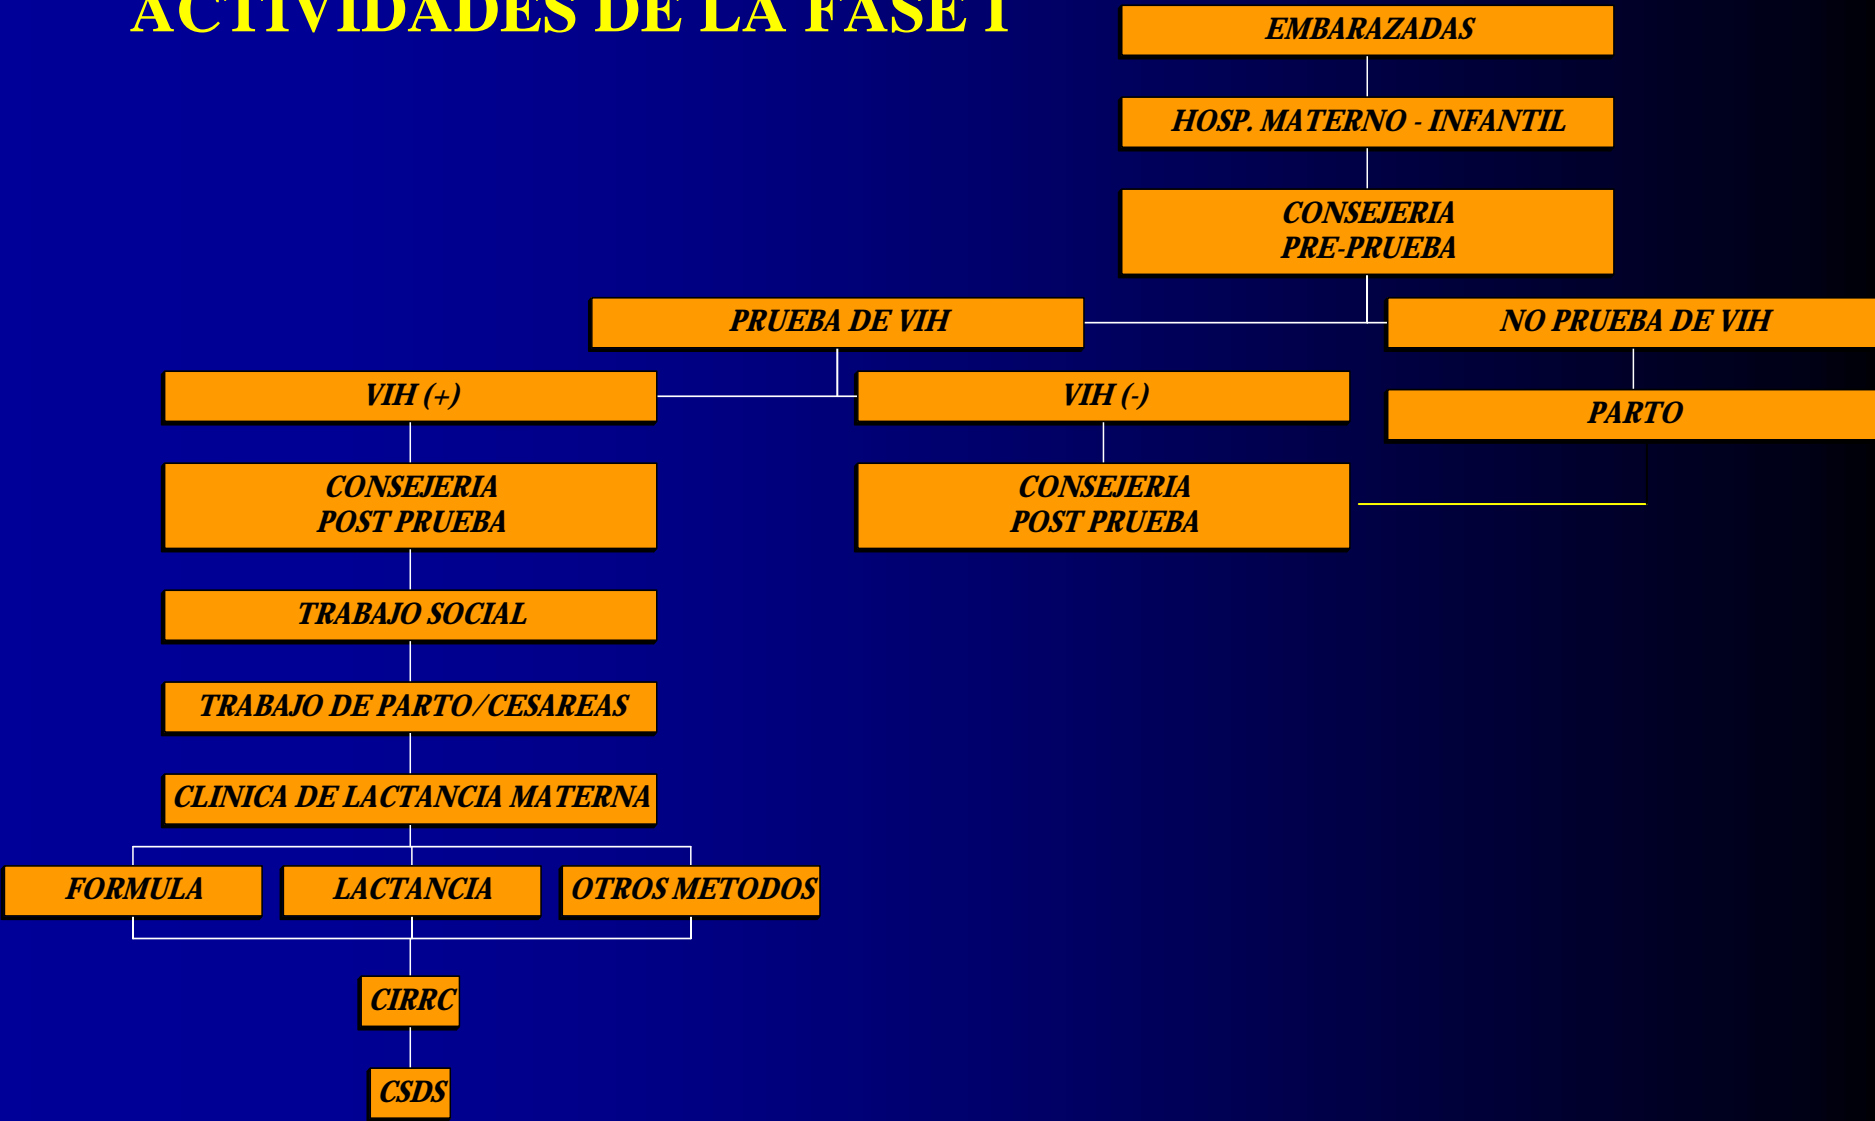 ACTIVIDADES DE LA FASE I
EMBARAZADAS
HOSP. MATERNO - INFANTIL
CONSEJERIA
PRE-PRUEBA
PRUEBA DE VIH
NO PRUEBA DE VIH
VIH (+)
VIH (-)
PARTO
CONSEJERIA
POST PRUEBA
CONSEJERIA
POST PRUEBA
TRABAJO SOCIAL
TRABAJO DE PARTO/CESAREAS
CLINICA DE LACTANCIA MATERNA
FORMULA
LACTANCIA
OTROS METODOS
CIRRC
CSDS